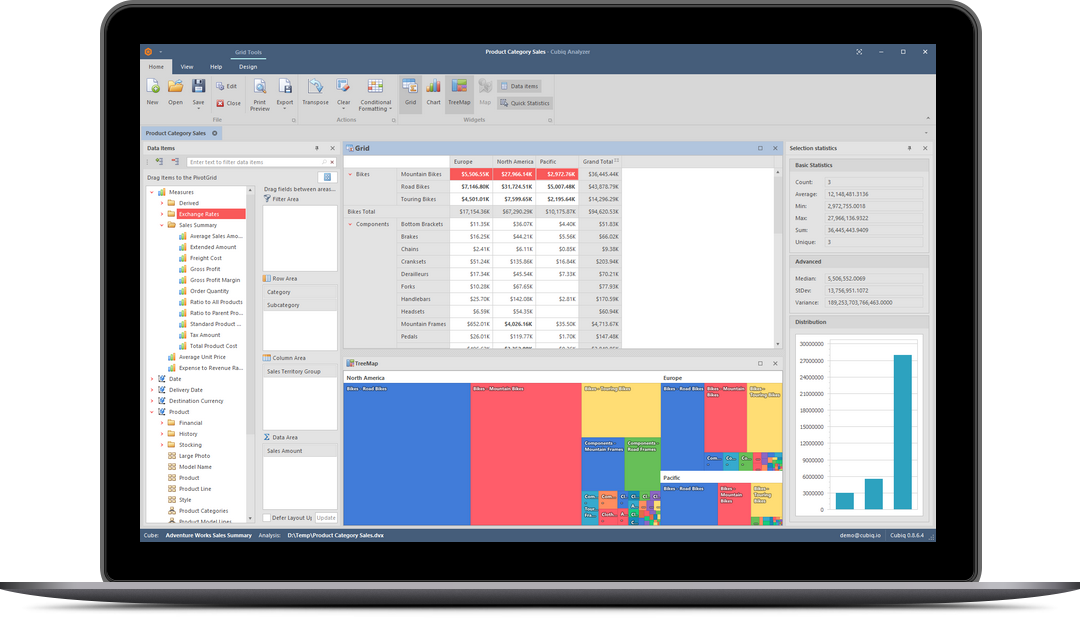 Grid Tools
Product Category Sales - Cubiq Analyzer
Home View Help Design
New Open Save Edit Close Print Preview Export Transpose Clear Conditional Formatting Grid Chart TreeMap Map Data items Quick Statistics
File Actions Widgets
Product Category Sales
Data Items
Enter text to filter data items
Drag Items to the PivotGrid
Measures
Derived
Exchange Rates
Sales Summary
Average Sales Amo...
Extended Amount
Freight Cost
Gross Profit
Gross Profit Margin
Order Quantity
Ratio to All Products
Ratio to Parent Pro...
Standard Product ...
Tax Amount
Total Product Cost
Average Unit Price
Expense to Revenue Ra...
Date
Delivery Date
Destination Currency
Product
Financial
History
Stocking
Large Photo
Model Name
Product
Product Line
Style
Product Categories
Product Model Lines
Drag fields between areas...
Filter Area
Row Area
Category
Subcategory
Column Area
Sales Territory Group
Data Area
Sales Amount
Defer Layout Up Update
Grid
Europe North America Pacific Grand Total
Bikes Mountain Bikes $5,506.55K $27,966.14K $2,972.76K $36,445.44K
Road Bikes $7,146.80K $31,724.51K $5,007.48K $43,878.79K
Touring Bikes $4,501.01K $7,599.65K $2,195.64K $14,296.29K
Bikes Total $17,154.36K $67,290.29K $10,175.87K $94,620.53K
Components Bottom Brackets $11.35K $36.07K $4.40K $51.83K
Brakes $16.25K $44.21K $5.56K $66.02K
Chains $2.41K $6.11K $0.85K $9.38K
Cranksets $51.24K $135.86K $16.84K $203.94K
Derailleurs $17.34K $45.54K $7.33K $70.21K
Forks $10.28K $67.65K $77.93K
Handlebars $25.70K $142.08K $2.81K $170.59K
Headsets $6.59K $54.35K $60.94K
Mountain Frames $652.01K $4,026.16K $35.50K $4,713.67K
Pedals $26.01K $119.77K $1.70K $147.48K
TreeMap
North America
Bikes - Road Bikes
Bikes - Mountain Bikes
Bikes - Touring Bikes
Components - Mountain Frames
Components - Road Frames
Com...
Com...
Cl...
Cl...
Tour...
Fra...
Cloth...
A...
Cl...
C...
Europe
Bikes - Road Bikes
Bikes - Mountain Bikes
Bikes - Touring Bikes
Com...
Co...
Co...
Pacific
Bikes - Road Bikes
Bikes - Mountain Bikes
Bikes - Touring Bikes
Selection statistics
Basic Statistics
Count: 3
Average: 12,148,481.3136
Min: 2,972,755.0018
Max: 27,966,136.9322
Sum: 36,445,443.9409
Unique: 3
Advanced
Median: 5,506,552.0069
StDev: 13,756,951.1072
Variance: 189,253,703,766,463.0000
Distribution
30000000
27000000
24000000
21000000
18000000
15000000
12000000
9000000
6000000
3000000
0
Cube: Adventure Works Sales Summary Analysis: D:\Temp\Product Category Sales.dvx
demo@cubiq.io Cubiq 0.8.6.4